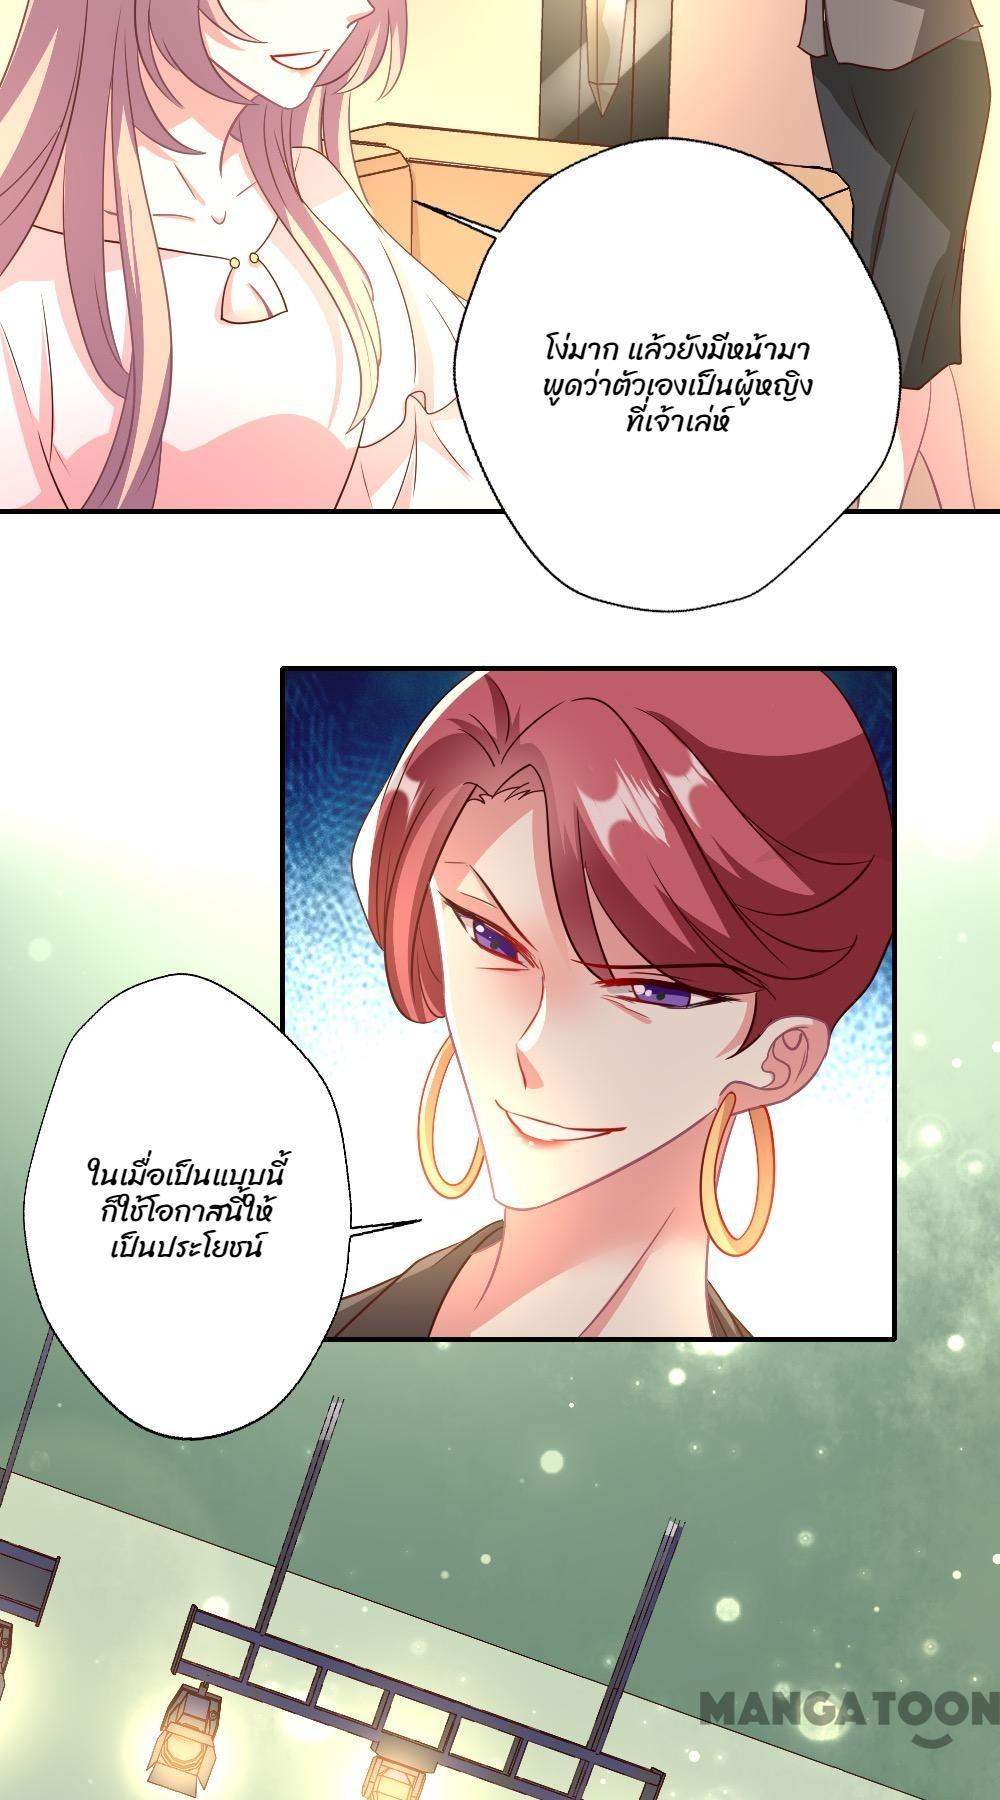 โง่มาก แล้วยังมีหน้ามา
พูดว่าตัวเองเป็นผู้หญิง
ที่เจ้าเล่ห์
ในเมื่อเป็นแบบนี้
ก็ใช้โอกาสนี้ให้
เป็นประโยชน์
MANGATOON